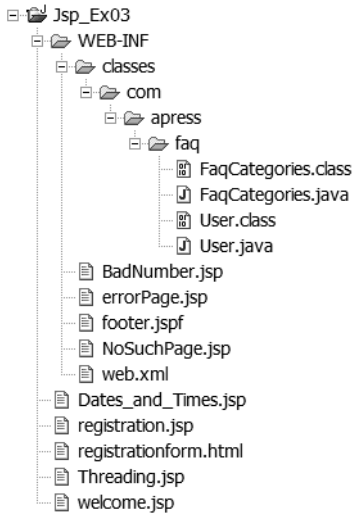 Jsp_Ex03
WEB-INF
classes
com
apress
faq
FaqCategories.class
FaqCategories.java
User.class
User.java
BadNumber.jsp
errorPage.jsp
footer.jspf
NoSuchPage.jsp
web.xml
Dates_and_Times.jsp
registration.jsp
registrationform.html
Threading.jsp
welcome.jsp